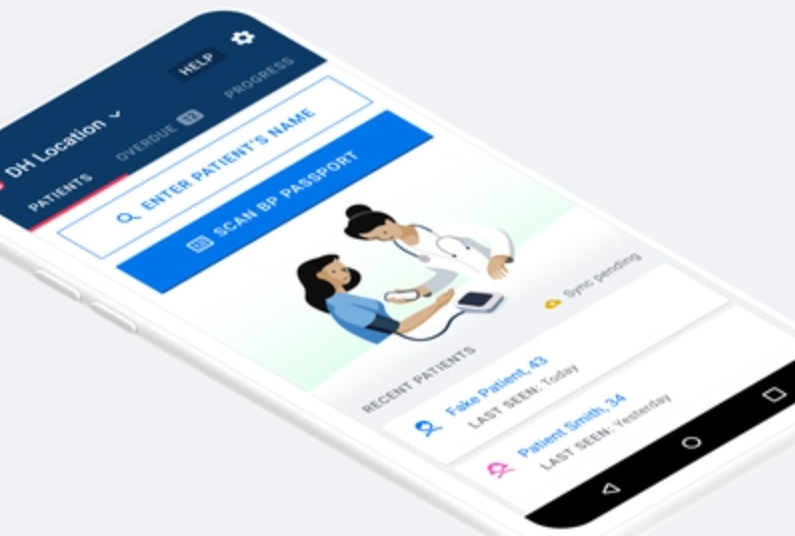 HELP
DH Location
PATIENTS
OVERDUE 12
PROGRESS
ENTER PATIENT'S NAME
SCAN BP PASSPORT
Sync pending
RECENT PATIENTS
Fake Patient, 43
LAST SEEN: Today
Patient Smith, 34
LAST SEEN: Yesterday